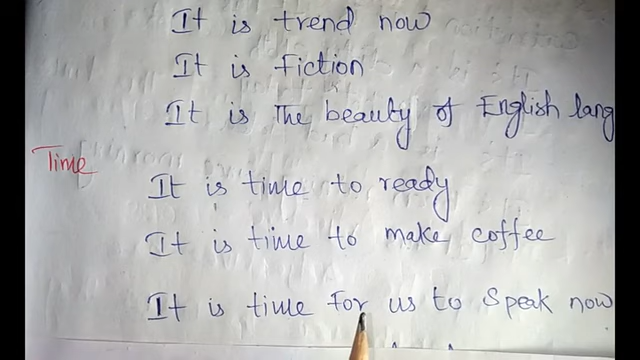 It is trend now
It is fiction
It is The beauty of English lang
Time
It is time to ready
It is time to make coffee
It is time For us to Speak now